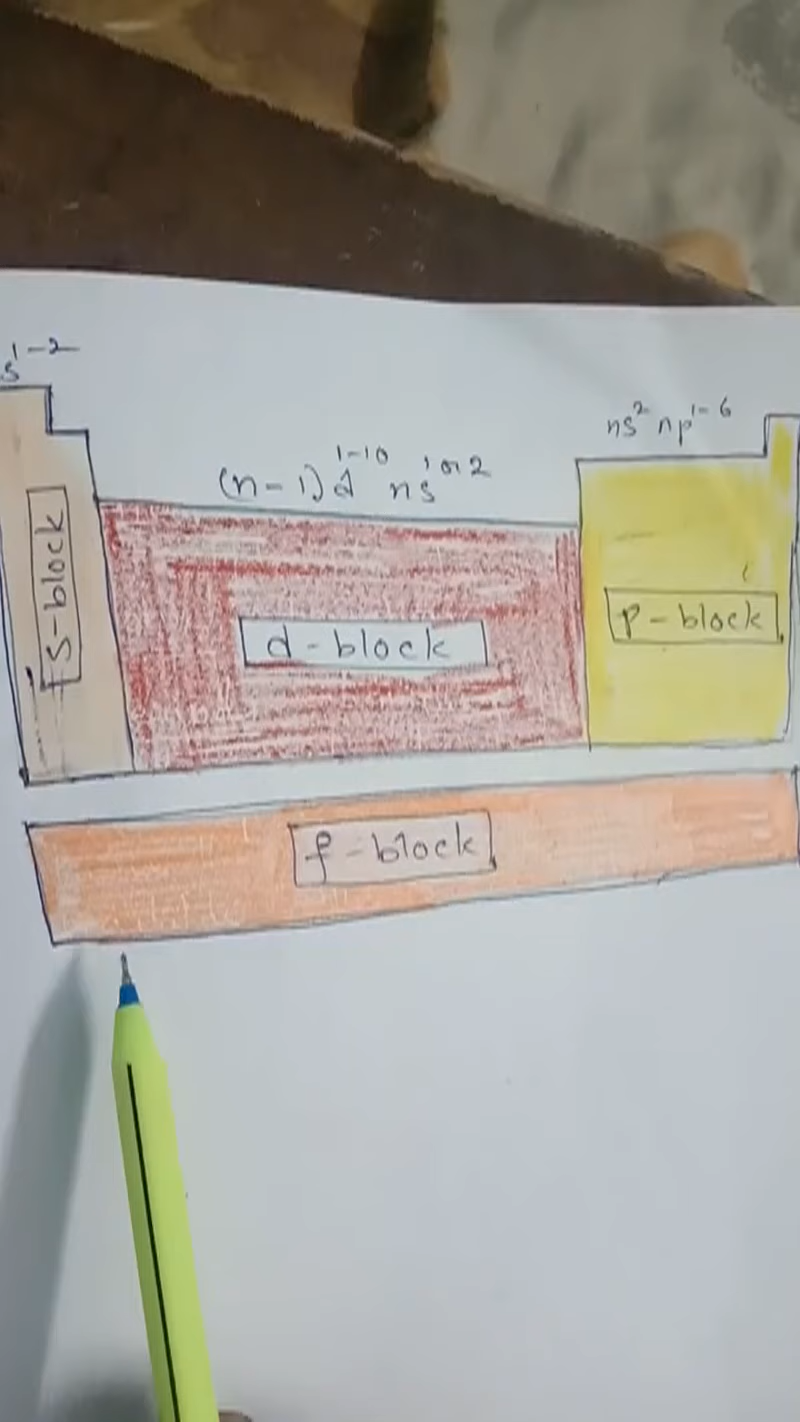 s¹⁻²
ns² np¹⁻⁶
(n-1)d¹⁻¹⁰ ns¹ ᵒʳ ²
s-block
d-block
p-block
f-block